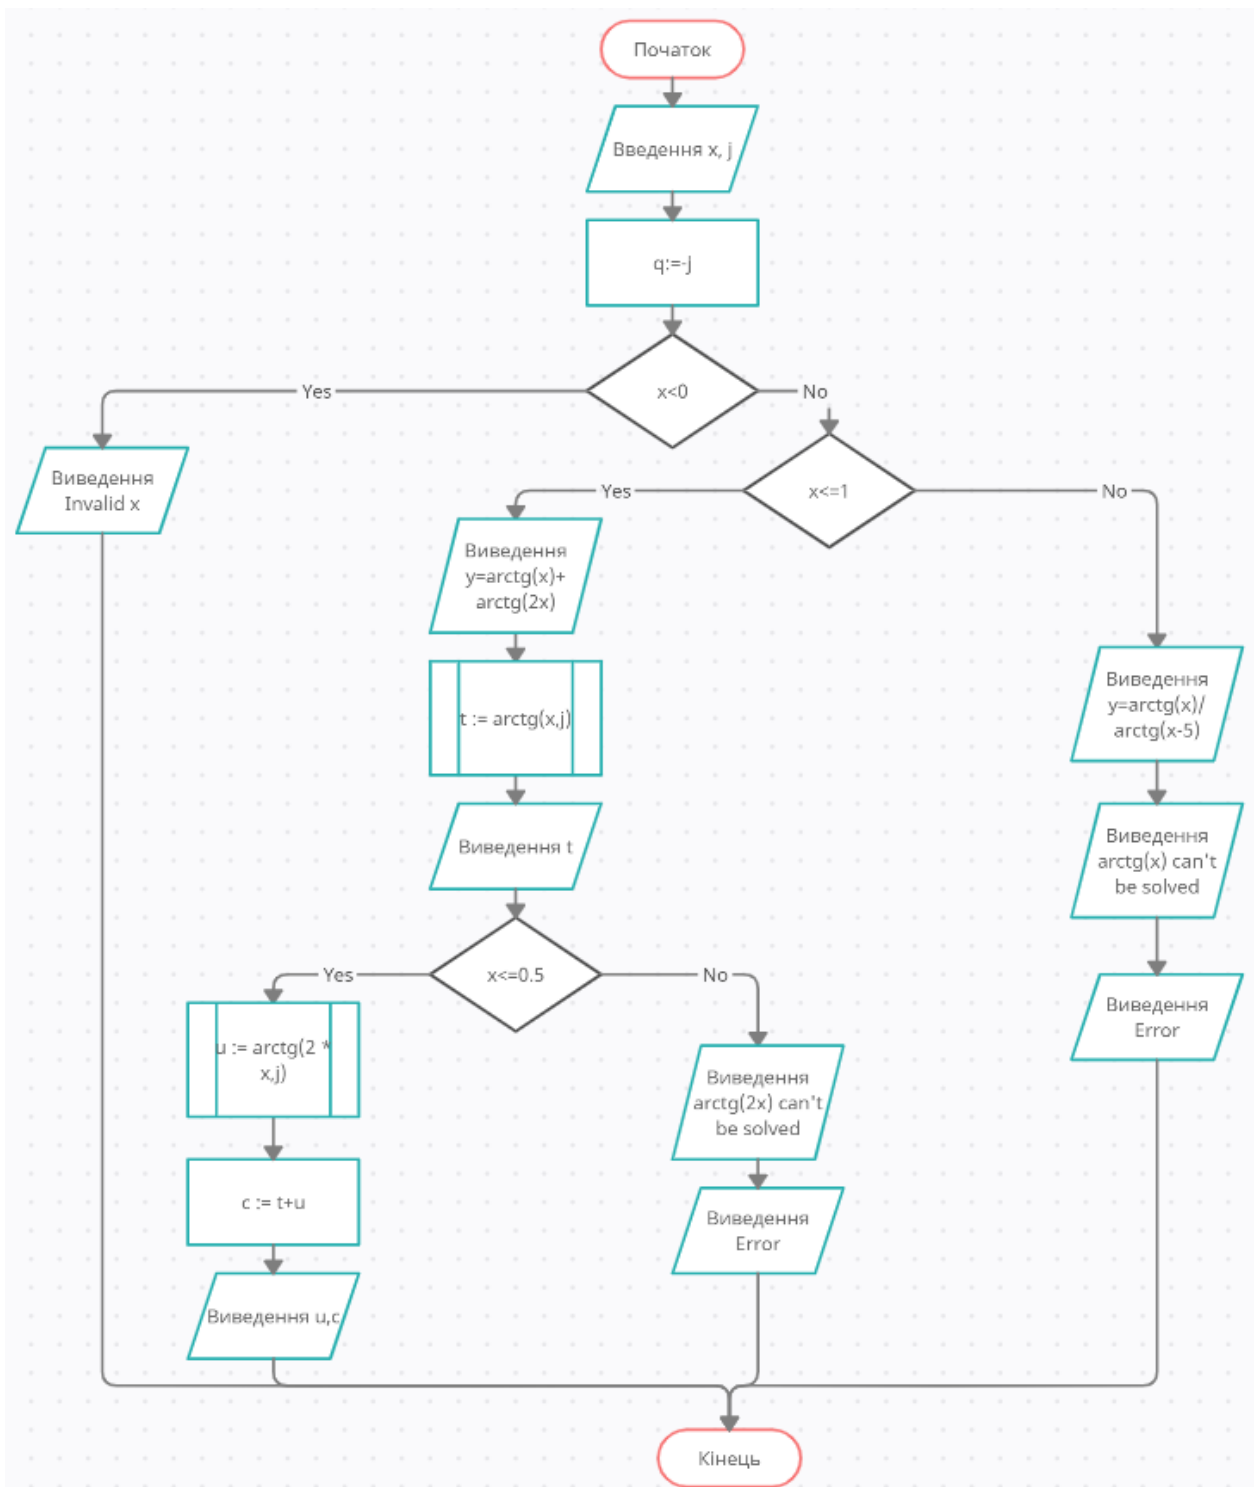 Початок
Введення x, j
q:=-j
x<0
Yes
No
Виведення
Invalid x
x<=1
Yes
No
Виведення
y=arctg(x)+
arctg(2x)
t := arctg(x,j)
Виведення t
x<=0.5
Yes
No
u := arctg(2 *
x,j)
c := t+u
Виведення u,c
Виведення
arctg(2x) can't
be solved
Виведення
Error
Виведення
y=arctg(x)/
arctg(x-5)
Виведення
arctg(x) can't
be solved
Виведення
Error
Кінець